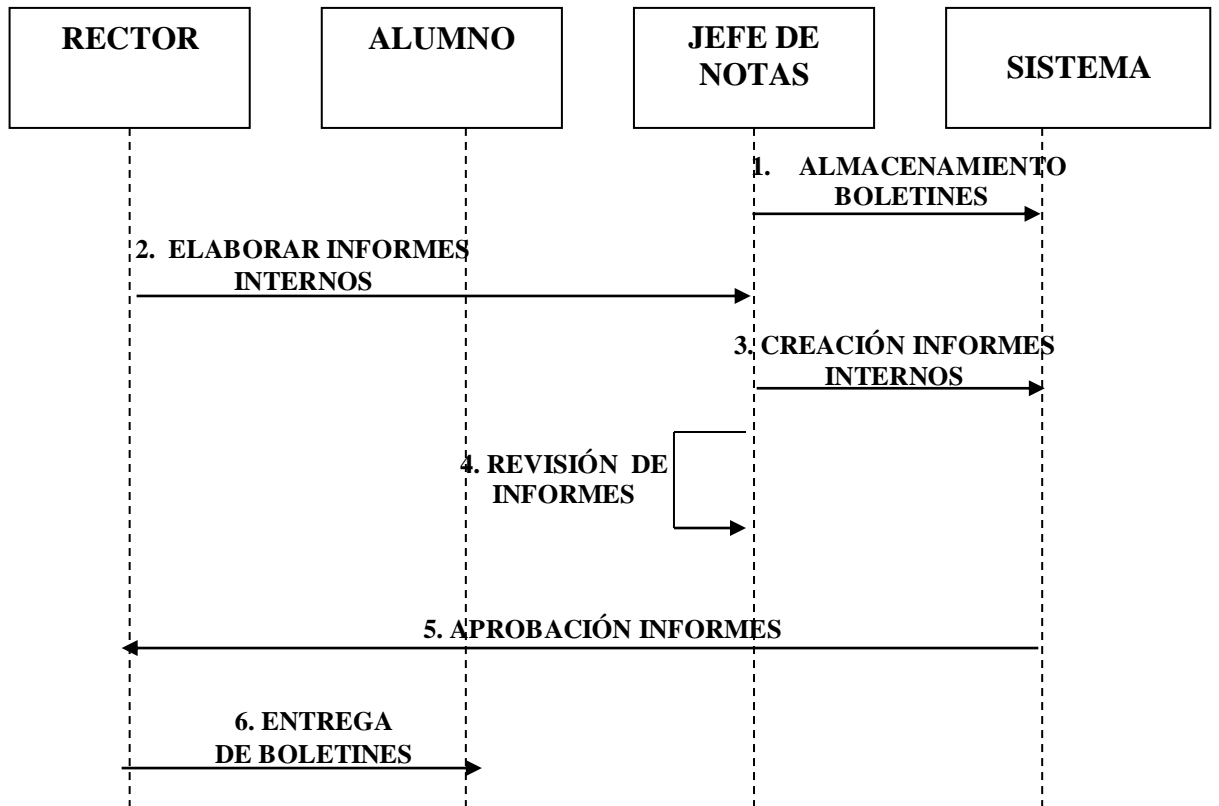 RECTOR
ALUMNO
JEFE DE
NOTAS
SISTEMA
1. ALMACENAMIENTO
BOLETINES
2. ELABORAR INFORMES
INTERNOS
3. CREACIÓN INFORMES
INTERNOS
4. REVISIÓN DE
INFORMES
5. APROBACIÓN INFORMES
6. ENTREGA
DE BOLETINES